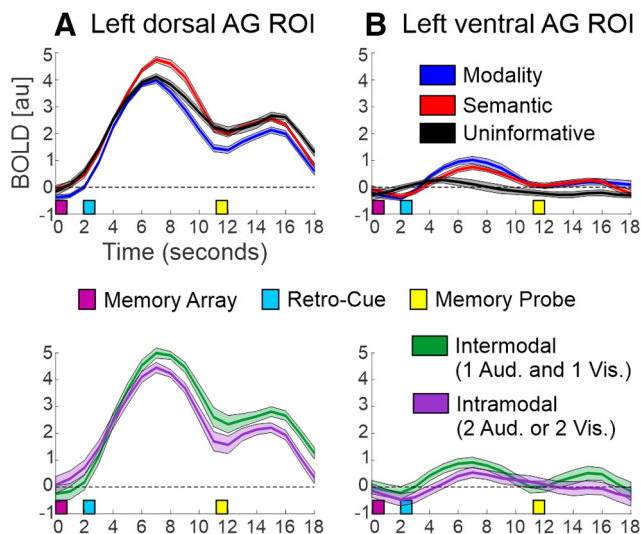 A Left dorsal AG ROI
B Left ventral AG ROI
BOLD [au]
5
4
3
2
1
0
-1
0 2 4 6 8 10 12 14 16 18
Time (seconds)
5
4
3
2
1
0
-1
0 2 4 6 8 10 12 14 16 18
Modality
Semantic
Uninformative
Memory Array
Retro-Cue
Memory Probe
5
4
3
2
1
0
-1
0 2 4 6 8 10 12 14 16 18
5
4
3
2
1
0
-1
0 2 4 6 8 10 12 14 16 18
Intermodal
(1 Aud. and 1 Vis.)
Intramodal
(2 Aud. or 2 Vis.)